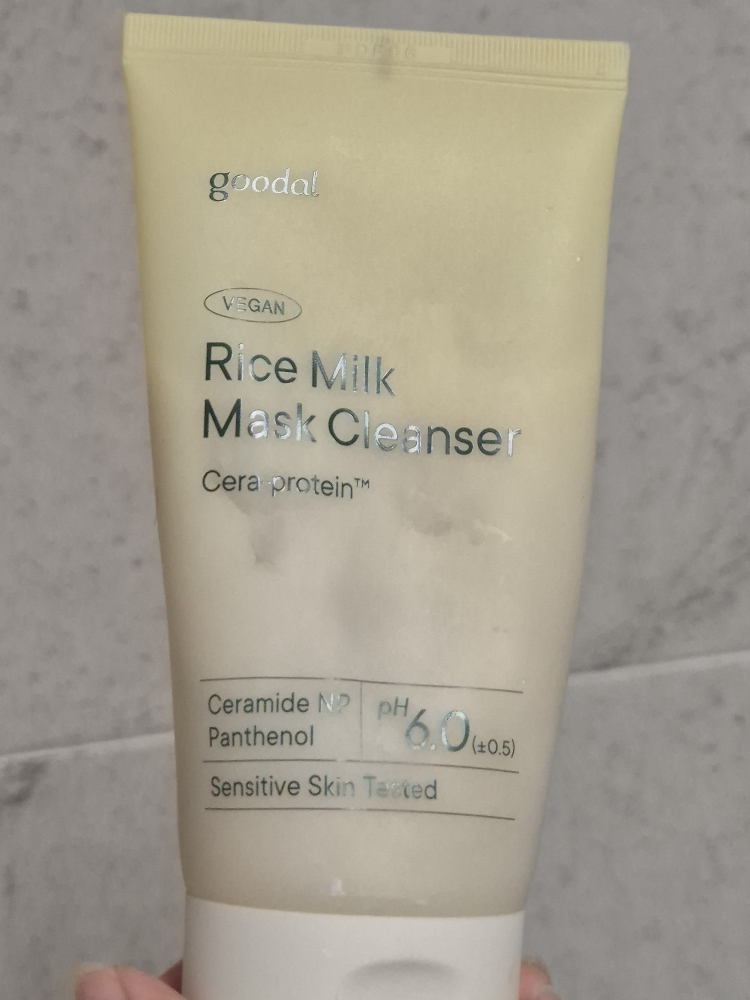 goodal
VEGAN
Rice Milk
Mask Cleanser
Cera-protein™
Ceramide NP
Panthenol
pH 6.0 (±0.5)
Sensitive Skin Tested